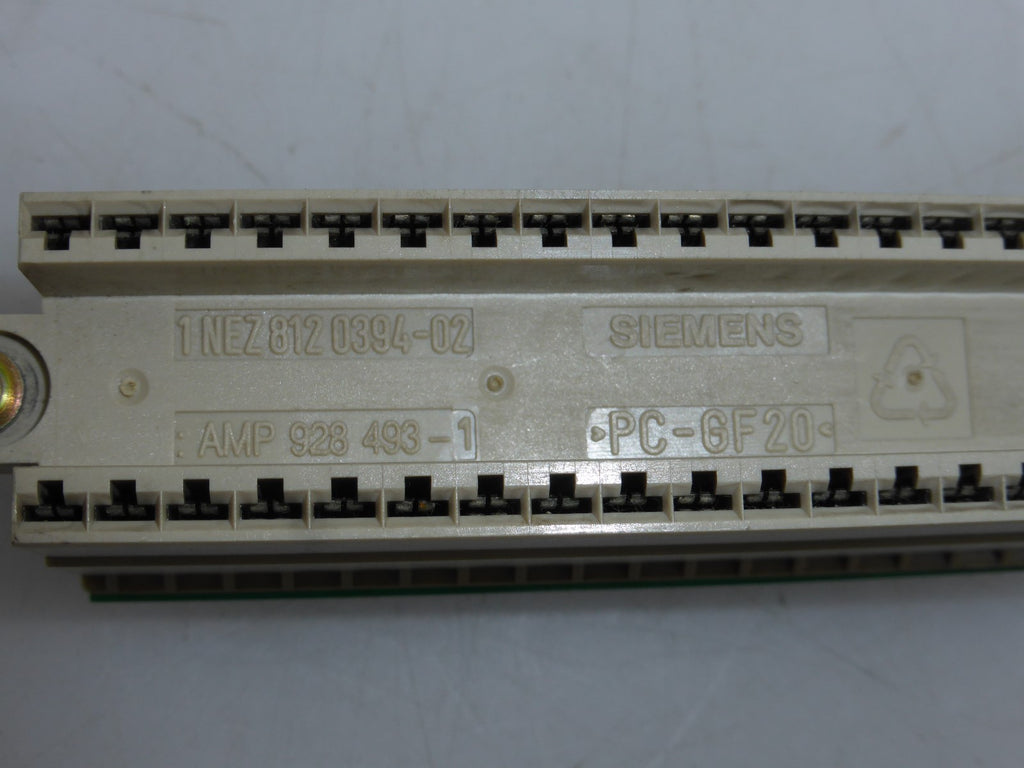 1 NEZ 812 0394-02
SIEMENS
AMP 928 493-1
>PC-GF20<